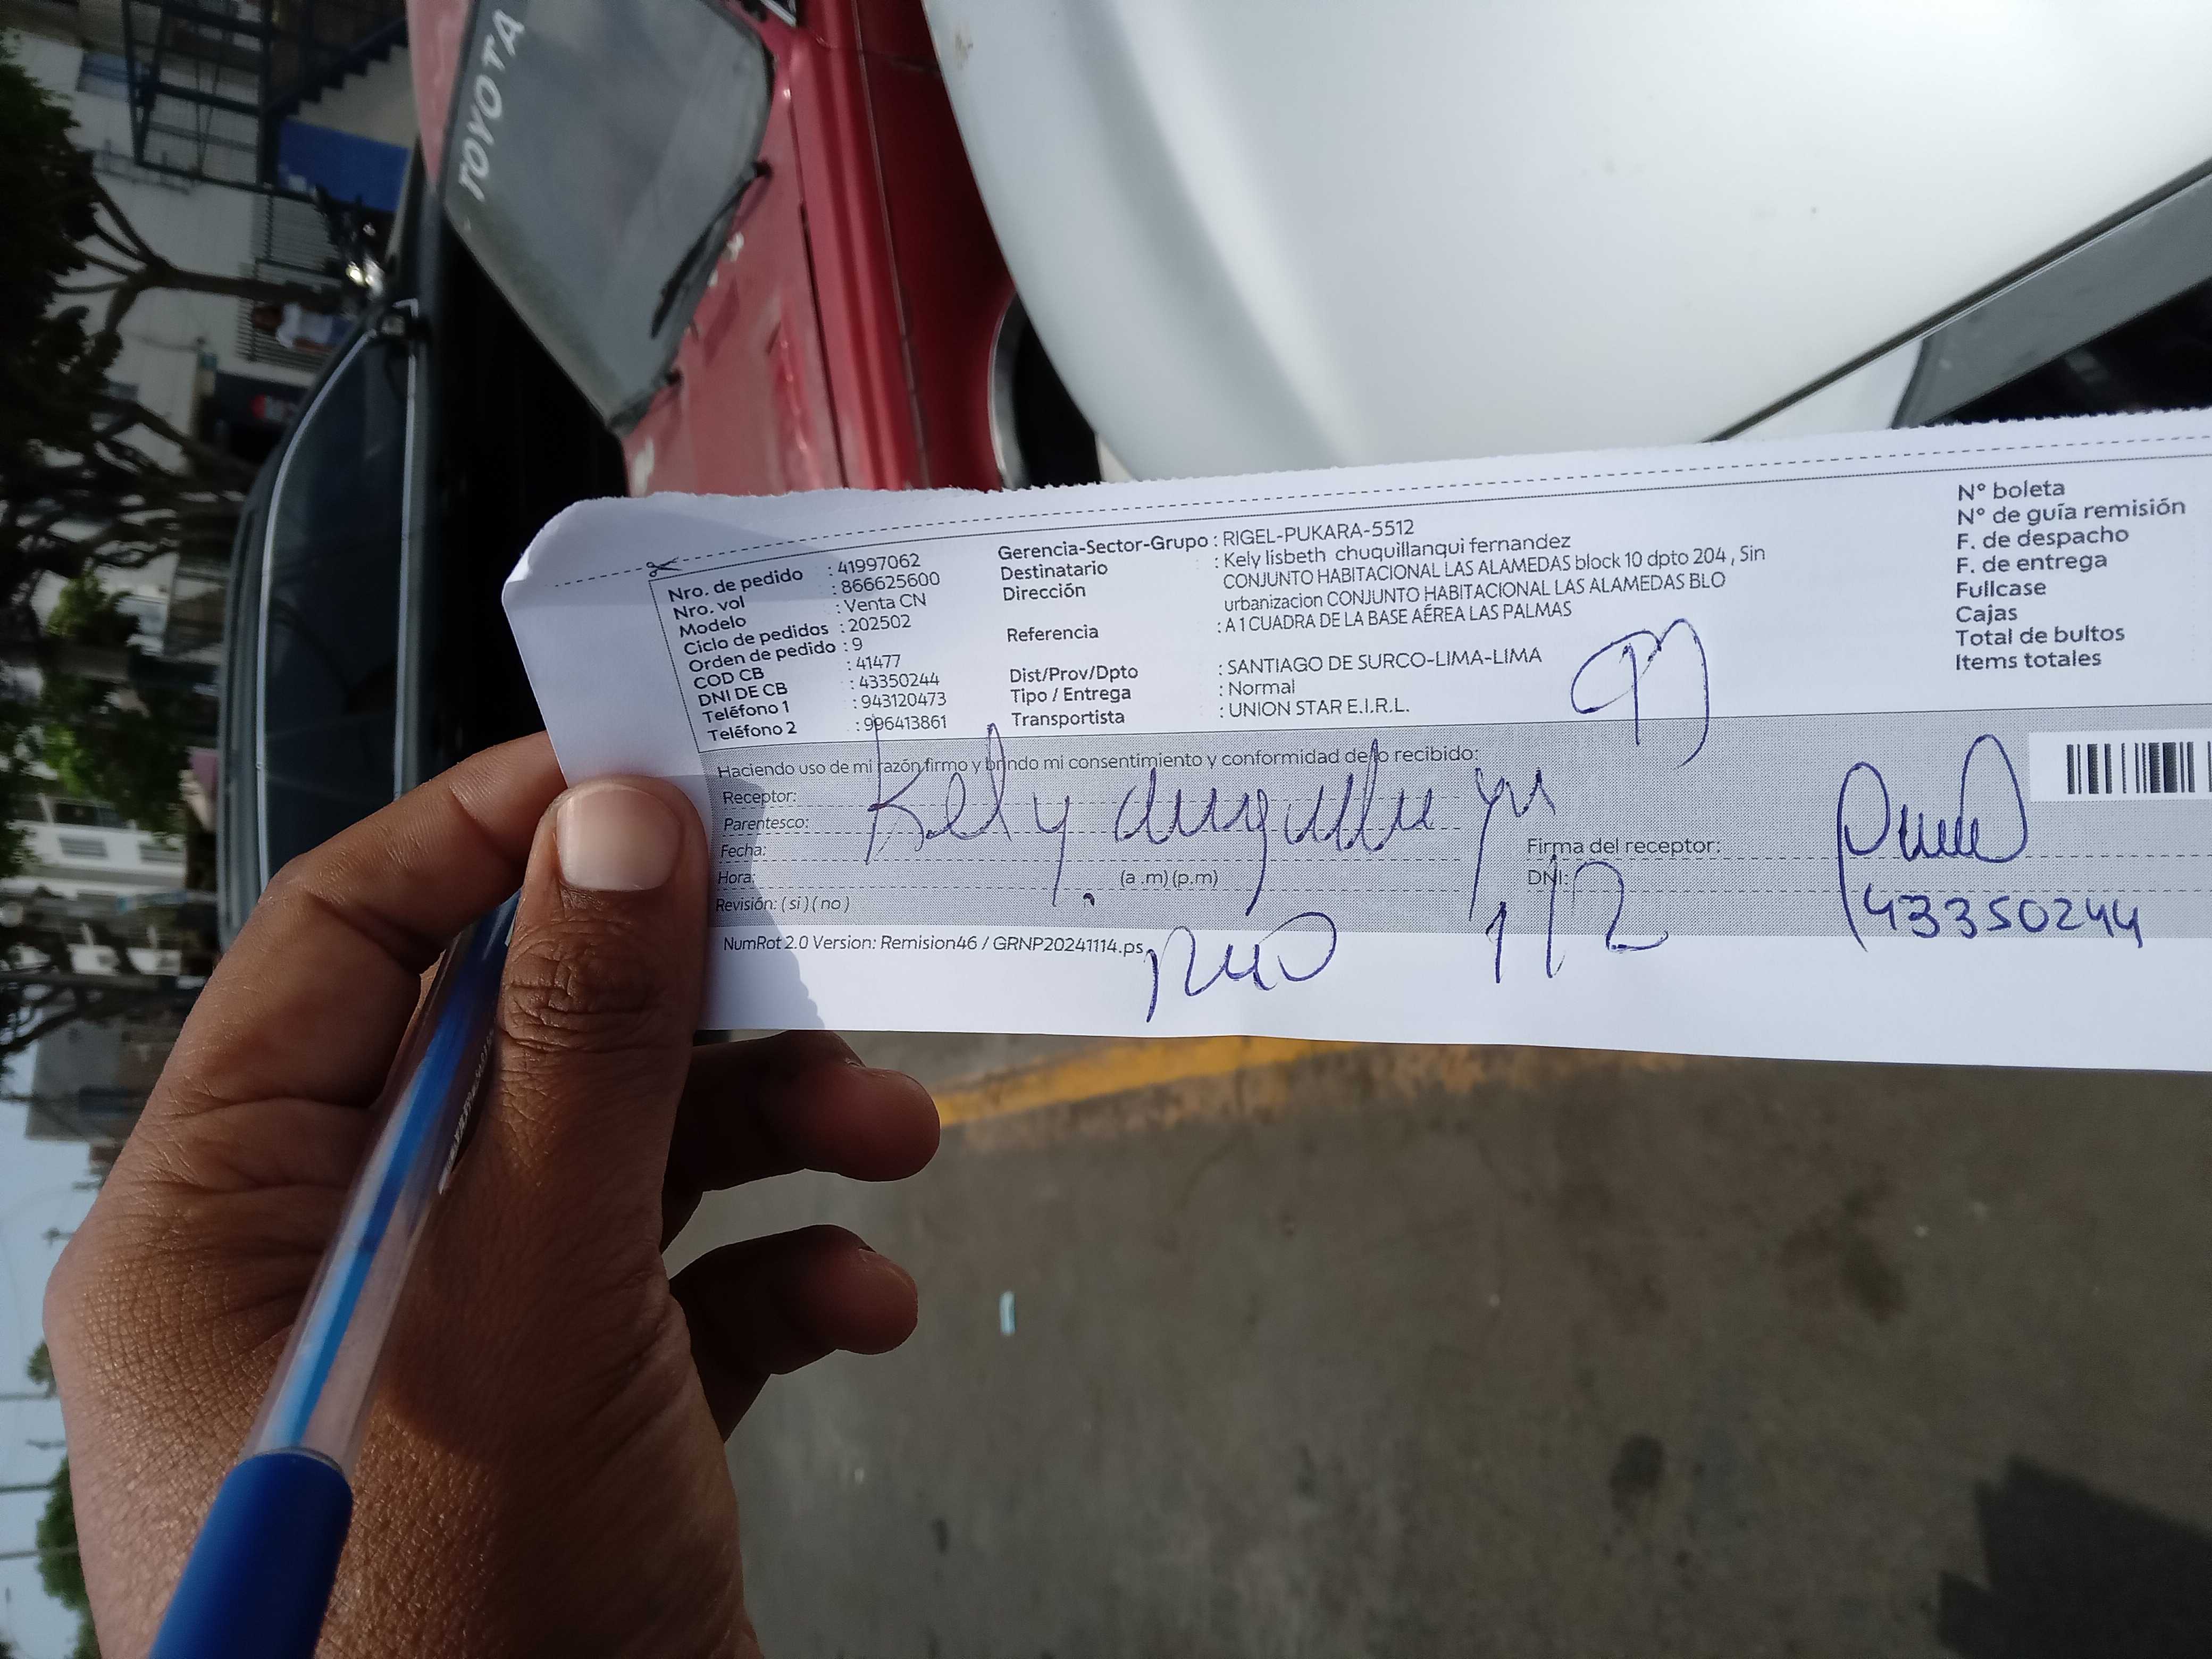 TOYOTA
Nro. de pedido : 41997062
Nro. vol : 866625600
Modelo : Venta CN
Ciclo de pedidos : 202502
Orden de pedido : 9
COD CB : 41477
DNI DE CB : 43350244
Teléfono 1 : 943120473
Teléfono 2 : 996413861
Gerencia-Sector-Grupo : RIGEL-PUKARA-5512
Destinatario : Kely lisbeth chuquillanqui fernandez
Dirección CONJUNTO HABITACIONAL LAS ALAMEDAS block 10 dpto 204 , Sin
urbanizacion CONJUNTO HABITACIONAL LAS ALAMEDAS BLO
Referencia : A 1 CUADRA DE LA BASE AÉREA LAS PALMAS
Dist/Prov/Dpto : SANTIAGO DE SURCO-LIMA-LIMA
Tipo / Entrega : Normal
Transportista : UNION STAR E.I.R.L.
N° boleta
N° de guía remisión
F. de despacho
F. de entrega
Fullcase
Cajas
Total de bultos
Items totales
Haciendo uso de mi razón firmo y brindo mi consentimiento y conformidad de lo recibido:
Receptor: Kely
Parentesco:
Fecha:
Hora: (a .m) (p.m)
Revisión: ( si ) ( no )
Firma del receptor:
DNI: 43350244
1/2
NumRot 2.0 Version: Remision46 / GRNP20241114.ps